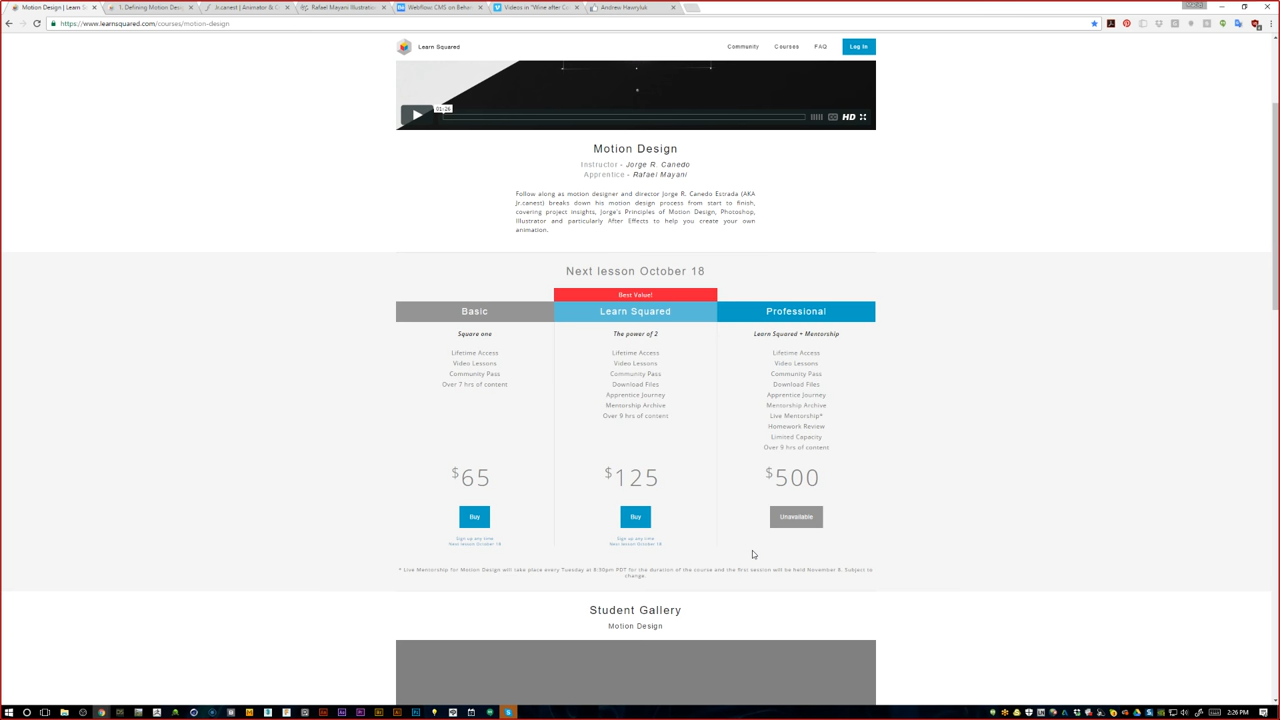 Motion Design | Learn S
1. Defining Motion Desi
Jr.canest | Animator & D
Rafael Mayani Illustration
Webflow CMS on Behan
Videos in "Wine after Co
Andrew Hawryluk
https://www.learnsquared.com/courses/motion-design
Learn Squared
Community Courses FAQ Log In
01:26
HD
Motion Design
Instructor - Jorge R. Canedo
Apprentice - Rafael Mayani
Follow along as motion designer and director Jorge R. Canedo Estrada (AKA
Jr.canest) breaks down his motion design process from start to finish,
covering project insights, Jorge's Principles of Motion Design, Photoshop,
Illustrator and particularly After Effects to help you create your own
animation.
Next lesson October 18
Best Value!
Basic
Square one
Lifetime Access
Video Lessons
Community Pass
Over 7 hrs of content
$65
Buy
Sign up any time
Next lesson October 18
Learn Squared
The power of 2
Lifetime Access
Video Lessons
Community Pass
Download Files
Apprentice Journey
Mentorship Archive
Over 9 hrs of content
$125
Buy
Sign up any time
Next lesson October 18
Professional
Learn Squared + Mentorship
Lifetime Access
Video Lessons
Community Pass
Download Files
Apprentice Journey
Mentorship Archive
Live Mentorship*
Homework Review
Limited Capacity
Over 9 hrs of content
$500
Unavailable
* Live Mentorship for Motion Design will take place every Tuesday at 8:30pm PDT for the duration of the course and the first session will be held November 8. Subject to
change.
Student Gallery
Motion Design
2:26 PM